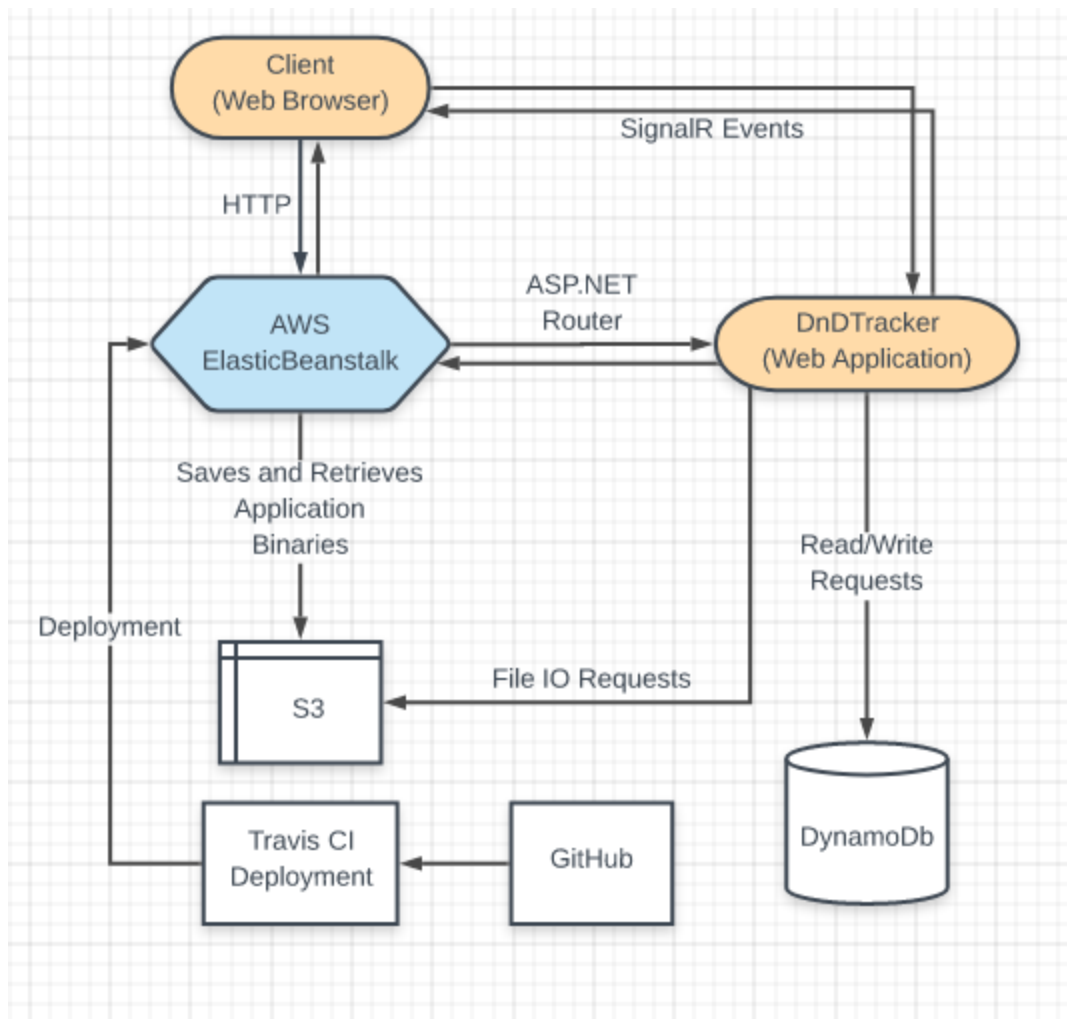 Client
(Web Browser)
SignalR Events
HTTP
ASP.NET
Router
AWS
ElasticBeanstalk
DnDTracker
(Web Application)
Saves and Retrieves
Application
Binaries
Read/Write
Requests
Deployment
File IO Requests
S3
Travis CI
Deployment
GitHub
DynamoDb